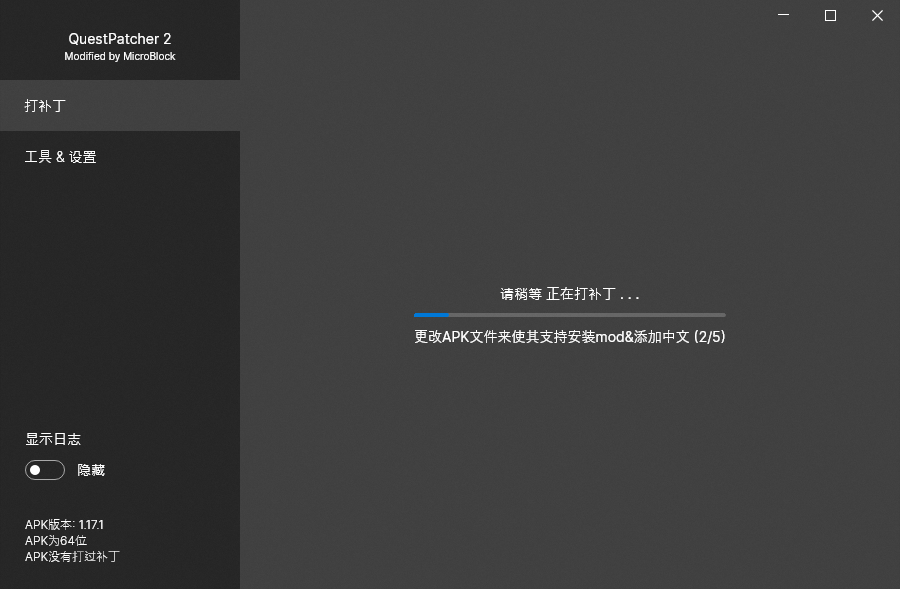 QuestPatcher 2
Modified by MicroBlock
打补丁
工具 & 设置
请稍等 正在打补丁 . . .
更改APK文件来使其支持安装mod&添加中文 (2/5)
显示日志
隐藏
APK版本: 1.17.1
APK为64位
APK没有打过补丁